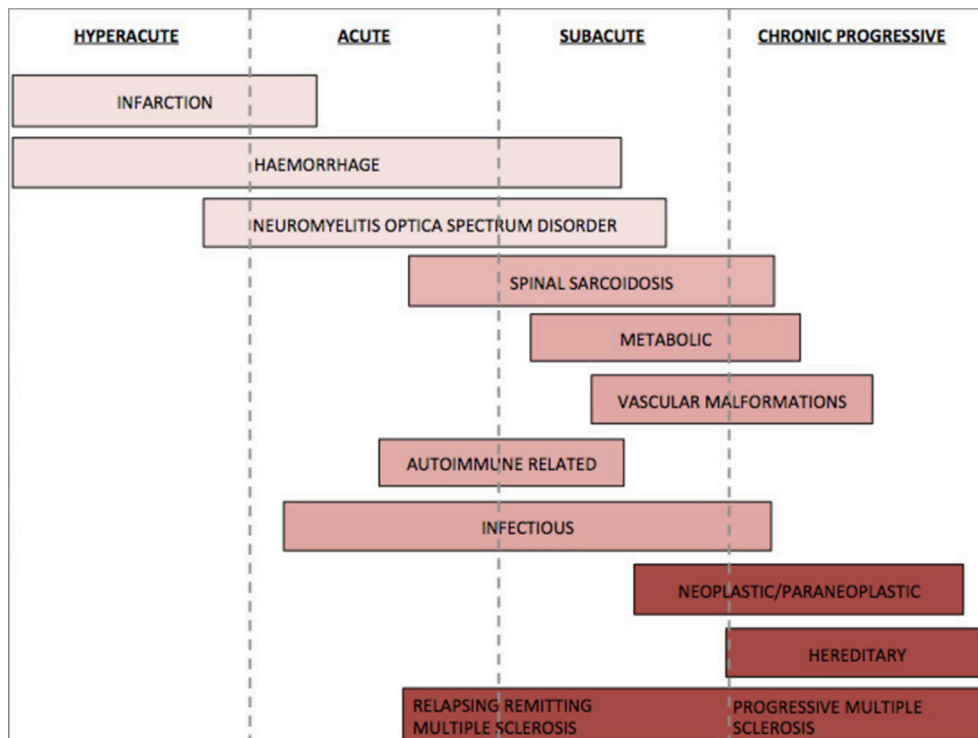 HYPERACUTE ACUTE SUBACUTE CHRONIC PROGRESSIVE
INFARCTION
HAEMORRHAGE
NEUROMYELITIS OPTICA SPECTRUM DISORDER
SPINAL SARCOIDOSIS
METABOLIC
VASCULAR MALFORMATIONS
AUTOIMMUNE RELATED
INFECTIOUS
NEOPLASTIC/PARANEOPLASTIC
HEREDITARY
RELAPSING REMITTING
MULTIPLE SCLEROSIS
PROGRESSIVE MULTIPLE
SCLEROSIS